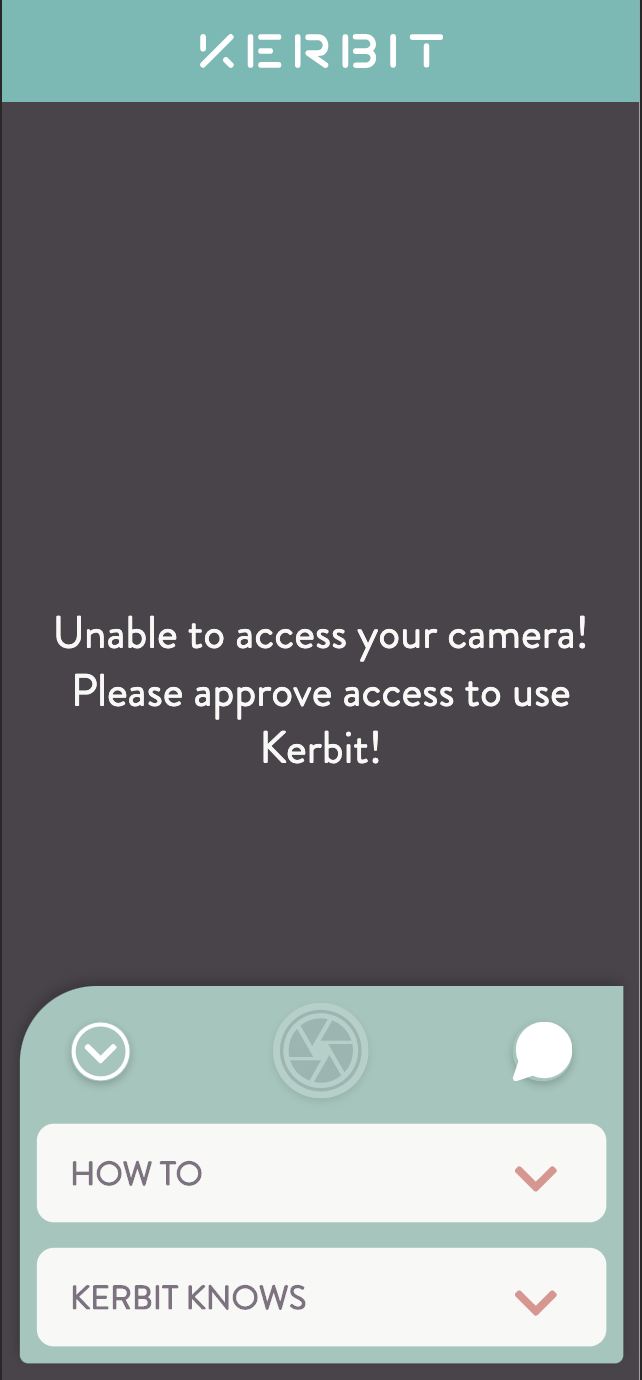 KERBIT
Unable to access your camera!
Please approve access to use
Kerbit!
HOW TO
KERBIT KNOWS